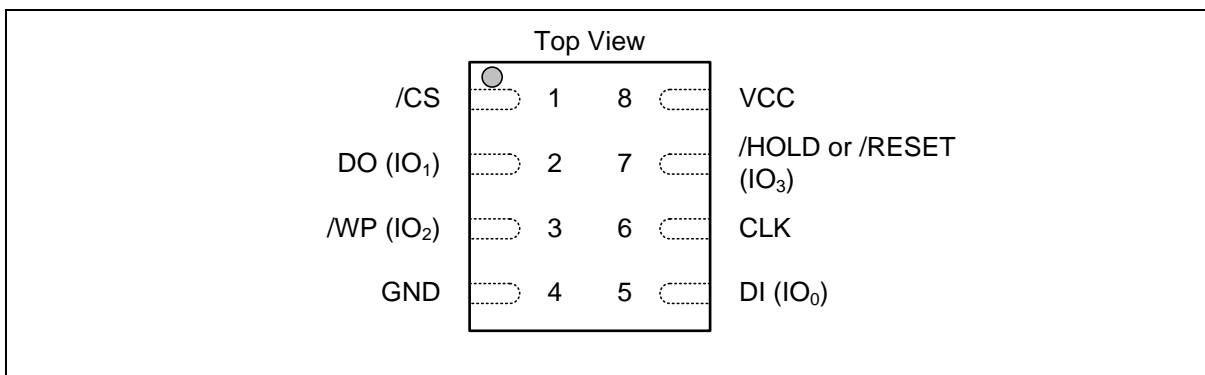 Top View
/CS 1 8 VCC
DO (IO₁) 2 7 /HOLD or /RESET
(IO₃)
/WP (IO₂) 3 6 CLK
GND 4 5 DI (IO₀)